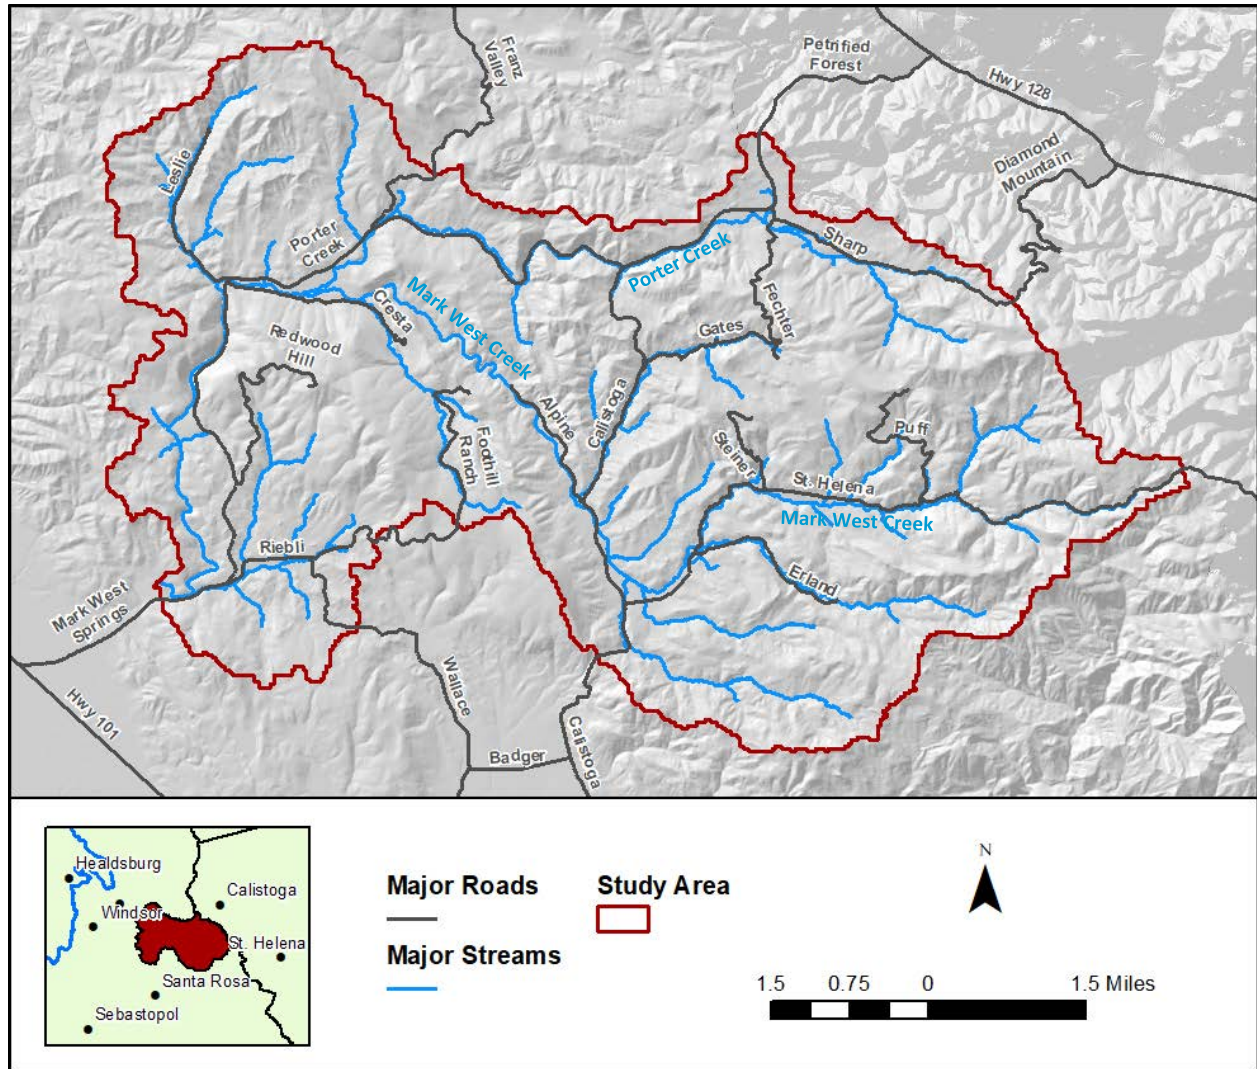 Franz
Valley
Petrified
Forest
Hwy 128
Diamond
Mountain
Leslie
Porter
Creek
Porter Creek
Sharp
Mark West Creek
Cresta
Fechter
Gates
Redwood
Hill
Alpine
Calistoga
Foothill
Ranch
Steiner
Puff
St. Helena
Mark West Creek
Riebli
Erland
Mark West
Springs
Hwy 101
Wallace
Badger
Calistoga
Healdsburg
Calistoga
Windsor
St. Helena
Santa Rosa
Sebastopol
Major Roads
Study Area
Major Streams
N
1.5 0.75 0 1.5 Miles